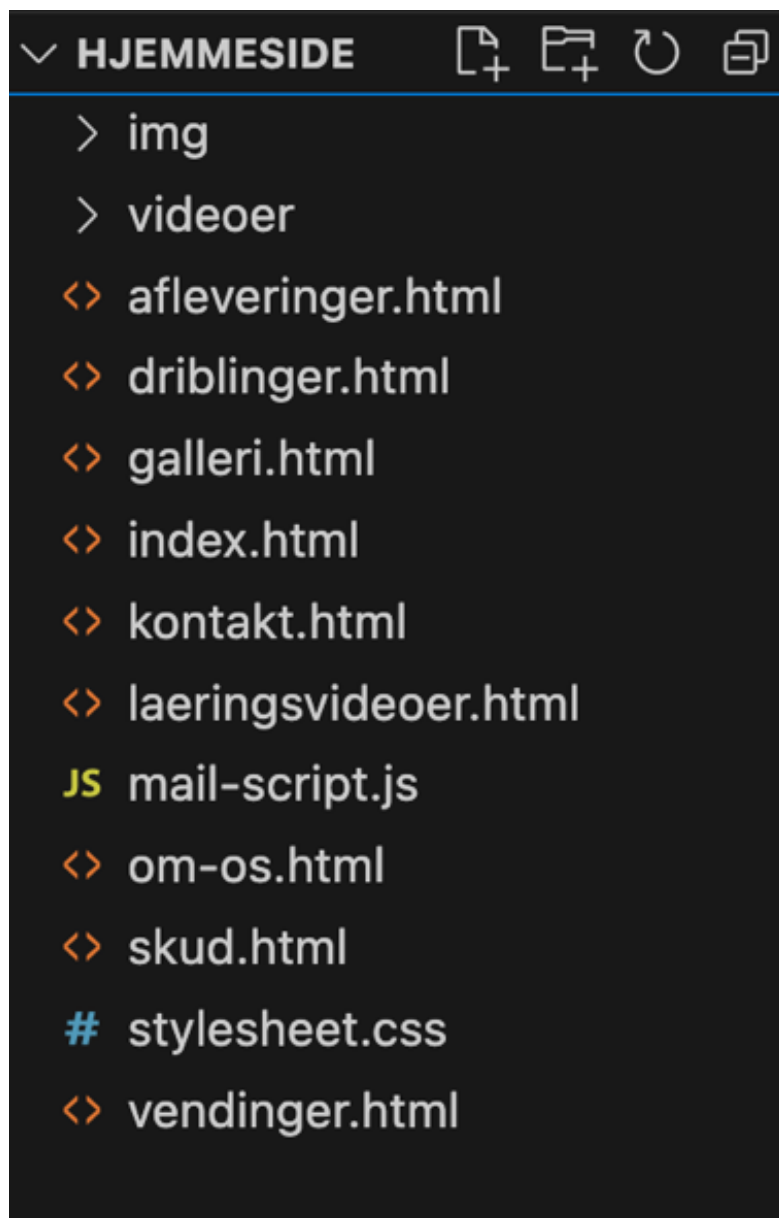 HJEMMESIDE
img
videoer
<> afleveringer.html
<> driblinger.html
<> galleri.html
<> index.html
<> kontakt.html
<> laeringsvideoer.html
JS mail-script.js
<> om-os.html
<> skud.html
# stylesheet.css
<> vendinger.html